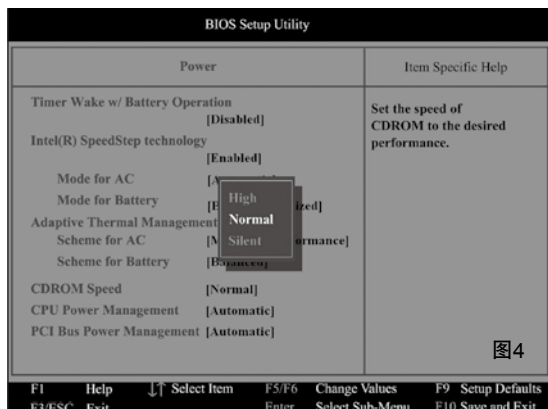 BIOS Setup Utility
Power
Item Specific Help
Timer Wake w/ Battery Operation
[Disabled]
Intel(R) SpeedStep technology
[Enabled]
Mode for AC
Mode for Battery
ized]
Adaptive Thermal Management
Scheme for AC
ormance]
Scheme for Battery [Balanced]
CDROM Speed [Normal]
CPU Power Management [Automatic]
PCI Bus Power Management [Automatic]
High
Normal
Silent
Set the speed of
CDROM to the desired
performance.
图4
F1 Help ↓↑ Select Item F5/F6 Change Values F9 Setup Defaults
F3/ESC Exit Enter Select Sub-Menu F10 Save and Exit